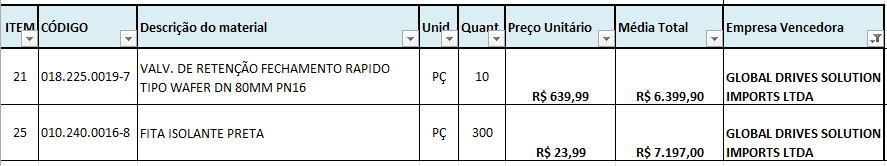 ITEM CÓDIGO Descrição do material Unid Quant Preço Unitário Média Total Empresa Vencedora
21 018.225.0019-7 VALV. DE RETENÇÃO FECHAMENTO RAPIDO PÇ 10 R$ 639,99 R$ 6.399,90 GLOBAL DRIVES SOLUTION
TIPO WAFER DN 80MM PN16 IMPORTS LTDA
25 010.240.0016-8 FITA ISOLANTE PRETA PÇ 300 R$ 23,99 R$ 7.197,00 GLOBAL DRIVES SOLUTION
IMPORTS LTDA